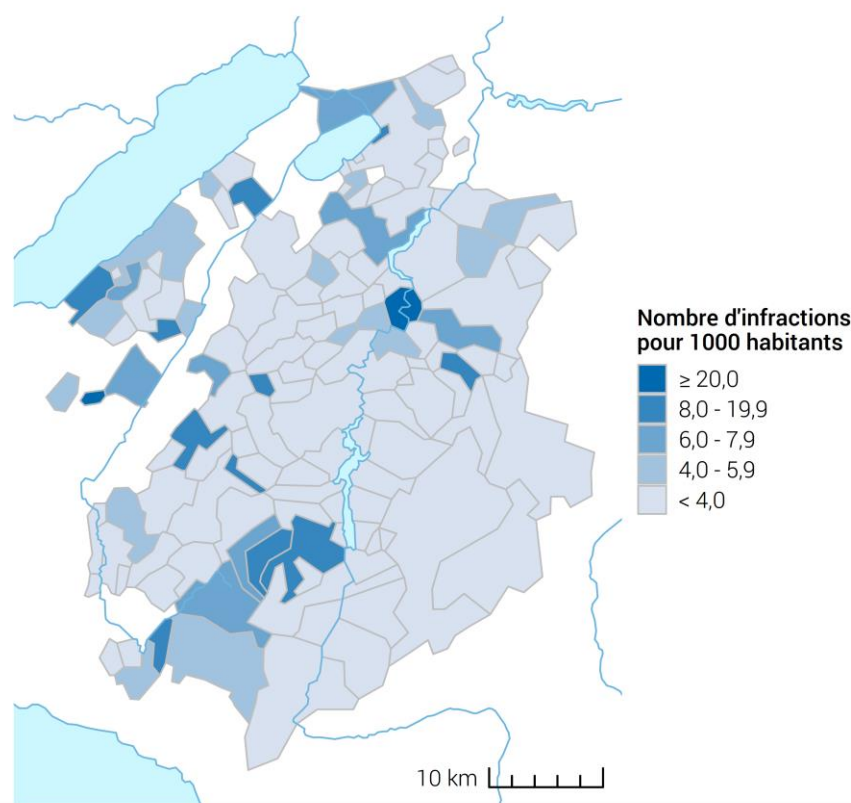 Nombre d'infractions
pour 1000 habitants
≥ 20,0
8,0 - 19,9
6,0 - 7,9
4,0 - 5,9
< 4,0
10 km